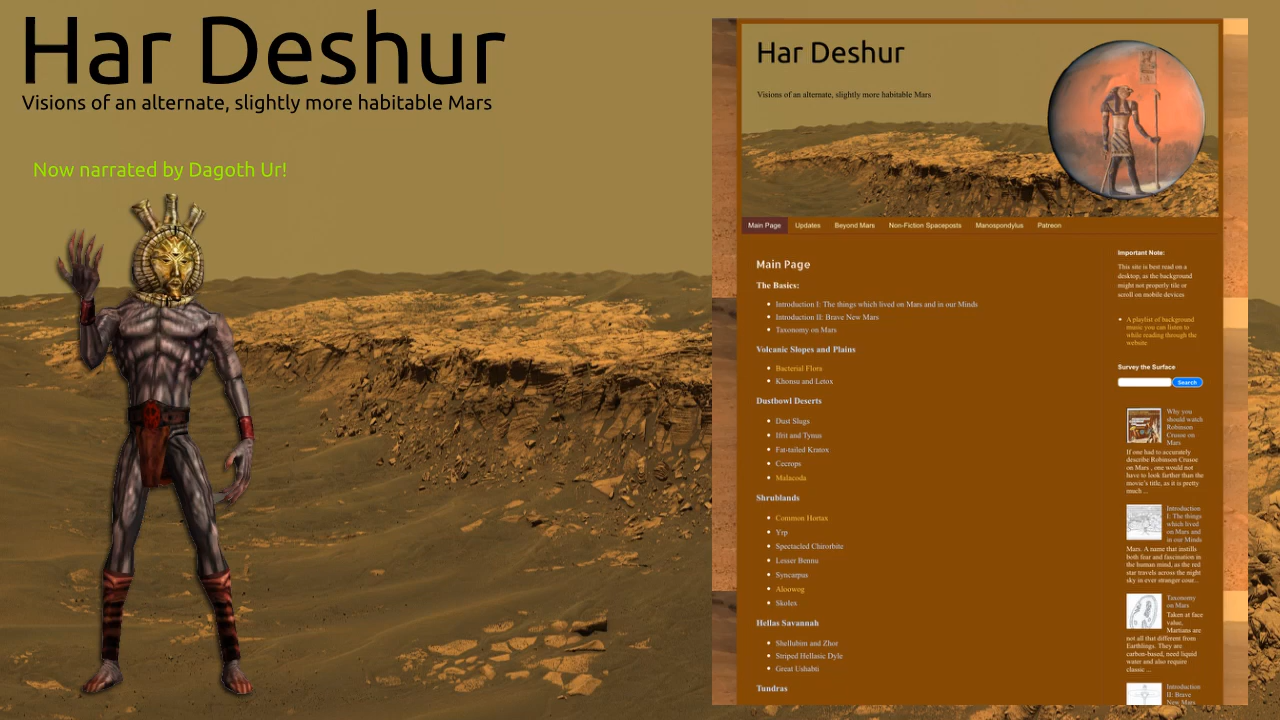 Har Deshur
Visions of an alternate, slightly more habitable Mars
Now narrated by Dagoth Ur!
Har Deshur
Visions of an alternate, slightly more habitable Mars
Main Page
Updates
Beyond Mars
Non-Fiction Spaceposts
Manospondylus
Patreon
Main Page
The Basics:
Introduction I: The things which lived on Mars and in our Minds
Introduction II: Brave New Mars
Taxonomy on Mars
Volcanic Slopes and Plains
Bacterial Flora
Khonsu and Letox
Dustbowl Deserts
Dust Slugs
Ifrit and Tyrus
Fat-tailed Kratox
Cecrops
Malacoda
Shrublands
Common Hortax
Yrp
Spectacled Chirorbite
Lesser Bennu
Syncarpus
Aloowog
Skolex
Hellas Savannah
Shellubim and Zhor
Striped Hellasic Dyle
Great Ushabti
Tundras
Important Note:
This site is best read on a
desktop, as the background
might not properly tile or
scroll on mobile devices
A playlist of background
music you can listen to
while reading through the
website
Survey the Surface
Search
Why you
should watch
Robinson
Crusoe on
Mars
If one had to accurately
describe Robinson Crusoe
on Mars , one would not
have to look farther than the
movie's title, as it is pretty
much ...
Introduction
I: The things
which lived
on Mars and
in our Minds
Mars. A name that instills
both fear and fascination in
the human mind, as the red
star travels across the night
sky in ever stranger cour...
Taxonomy
on Mars
Taken at face
value,
Martians are
not all that different from
Earthlings. They are
carbon-based, need liquid
water and also require
classic ...
Introduction
II: Brave
New Mars